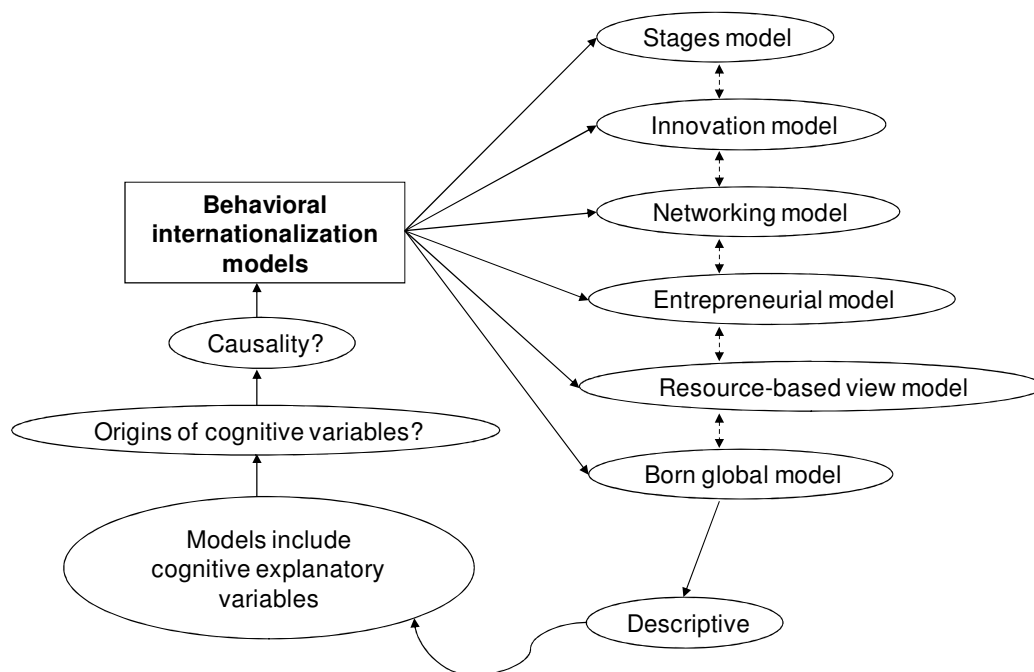 Stages model
Innovation model
Behavioral
internationalization
models
Networking model
Entrepreneurial model
Causality?
Resource-based view model
Origins of cognitive variables?
Born global model
Models include
cognitive explanatory
variables
Descriptive